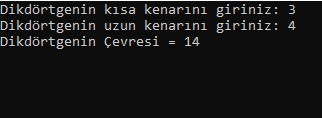 Dikdörtgenin kısa kenarını giriniz: 3
Dikdörtgenin uzun kenarını giriniz: 4
Dikdörtgenin Çevresi = 14